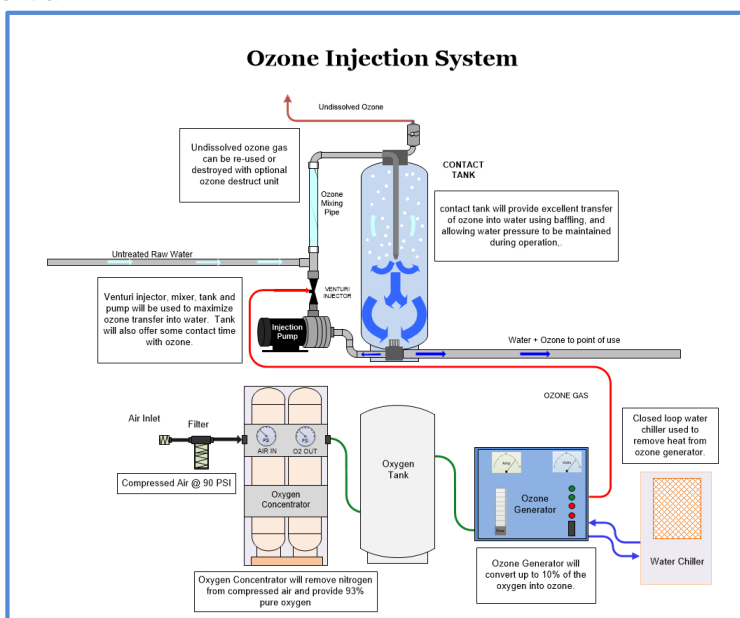 Ozone Injection System
Undissolved Ozone
Undissolved ozone gas
can be re-used or
destroyed with optional
ozone destruct unit
Ozone
Mixing
Pipe
CONTACT
TANK
contact tank will provide excellent transfer
of ozone into water using baffling, and
allowing water pressure to be maintained
during operation,.
Untreated Raw Water
Venturi injector, mixer, tank and
pump will be used to maximize
ozone transfer into water. Tank
will also offer some contact time
with ozone.
VENTURI
INJECTOR
Injection
Pump
Water + Ozone to point of use
OZONE GAS
Air Inlet
Filter
Compressed Air @ 90 PSI
PSI
PSI
AIR IN
O2 OUT
Oxygen
Concentrator
Oxygen Concentrator will remove nitrogen
from compressed air and provide 93%
pure oxygen
Oxygen
Tank
Amp
Volts
Ozone
Generator
Ozone Generator will
convert up to 10% of the
oxygen into ozone.
Closed loop water
chiller used to
remove heat from
ozone generator.
Water Chiller